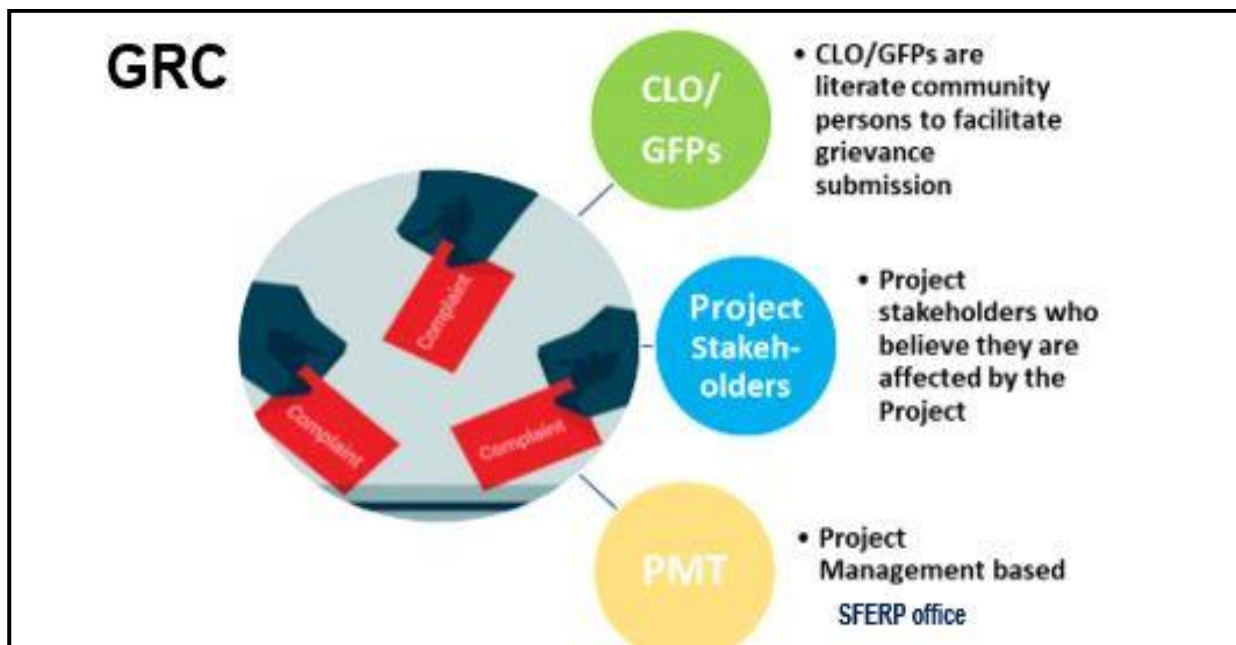 GRC
CLO/
GFPs
• CLO/GFPs are
literate community
persons to facilitate
grievance
submission
Complaint
Complaint
Complaint
Project
Stakeh-
olders
• Project
stakeholders who
believe they are
affected by the
Project
PMT
• Project
Management based
SFERP office